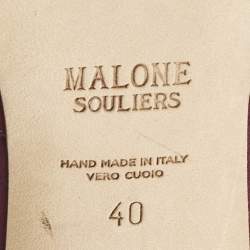 MALONE
SOULIERS
HAND MADE IN ITALY
VERO CUOIO
40